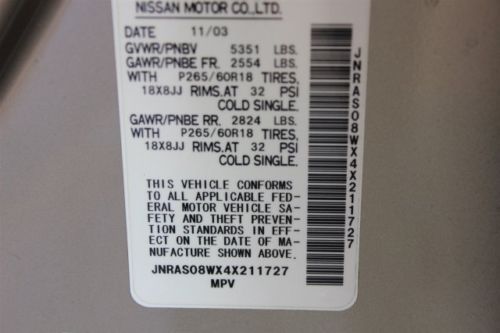 NISSAN MOTOR CO.,LTD.
DATE 11/03
GVWR/PNBV 5351 LBS.
GAWR/PNBE FR. 2554 LBS.
WITH P265/60R18 TIRES,
18X8JJ RIMS.AT 32 PSI
COLD SINGLE.
GAWR/PNBE RR. 2824 LBS.
WITH P265/60R18 TIRES,
18X8JJ RIMS.AT 32 PSI
COLD SINGLE.
THIS VEHICLE CONFORMS
TO ALL APPLICABLE FED-
ERAL MOTOR VEHICLE SA-
FETY AND THEFT PREVEN-
TION STANDARDS IN EFFECT
ON THE DATE OF MA-
NUFACTURE SHOWN ABOVE.
JNRAS08WX4X211727
MPV
JNRAS08WX4X211727